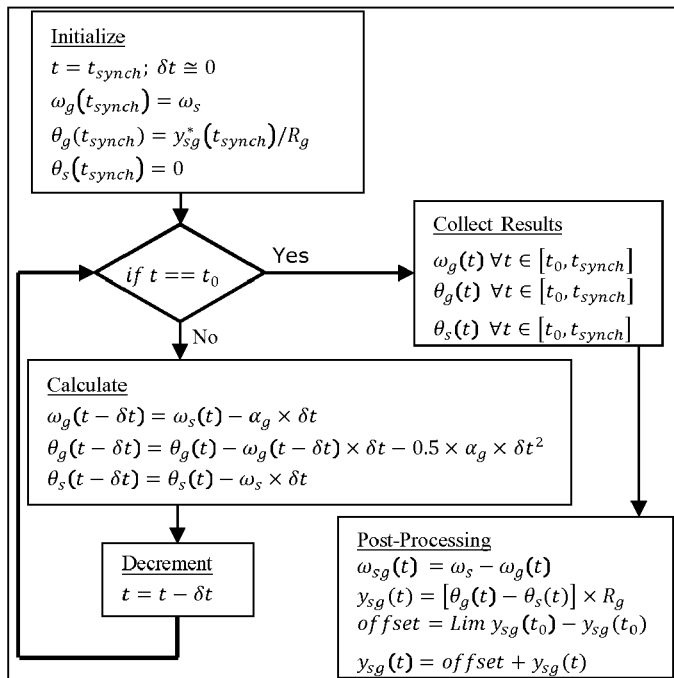 Initialize
t = t_synch; δt ≅ 0
ω_g(t_synch) = ω_s
θ_g(t_synch) = y*_sg(t_synch)/R_g
θ_s(t_synch) = 0
if t == t_0
Yes
No
Collect Results
ω_g(t) ∀t ∈ [t_0, t_synch]
θ_g(t) ∀t ∈ [t_0, t_synch]
θ_s(t) ∀t ∈ [t_0, t_synch]
Calculate
ω_g(t − δt) = ω_s(t) − α_g × δt
θ_g(t − δt) = θ_g(t) − ω_g(t − δt) × δt − 0.5 × α_g × δt²
θ_s(t − δt) = θ_s(t) − ω_s × δt
Decrement
t = t − δt
Post-Processing
ω_sg(t) = ω_s − ω_g(t)
y_sg(t) = [θ_g(t) − θ_s(t)] × R_g
offset = Lim y_sg(t_0) − y_sg(t_0)
y_sg(t) = offset + y_sg(t)